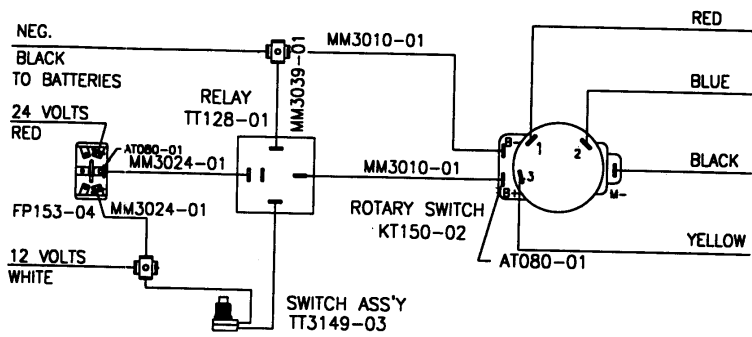 NEG.
BLACK
TO BATTERIES
24 VOLTS
RED
AT080-01
MM3024-01
FP153-04
MM3024-01
12 VOLTS
WHITE
RELAY
TT128-01
MM3039-01
MM3010-01
MM3010-01
SWITCH ASS'Y
TT3149-03
ROTARY SWITCH
KT150-02
AT080-01
B-
1
2
3
B+
M-
RED
BLUE
BLACK
YELLOW